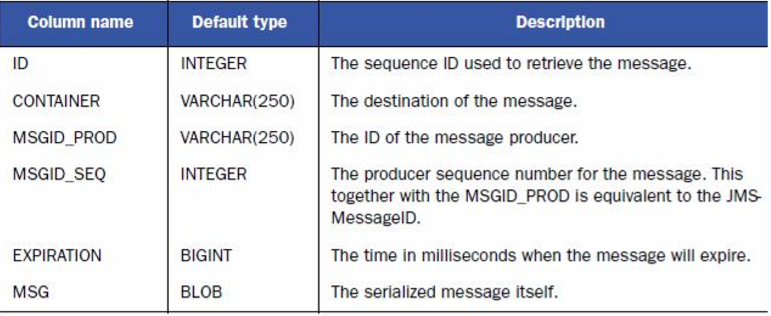 Column name Default type Description
ID INTEGER The sequence ID used to retrieve the message.
CONTAINER VARCHAR(250) The destination of the message.
MSGID_PROD VARCHAR(250) The ID of the message producer.
MSGID_SEQ INTEGER The producer sequence number for the message. This
together with the MSGID_PROD is equivalent to the JMS-
MessageID.
EXPIRATION BIGINT The time in milliseconds when the message will expire.
MSG BLOB The serialized message itself.